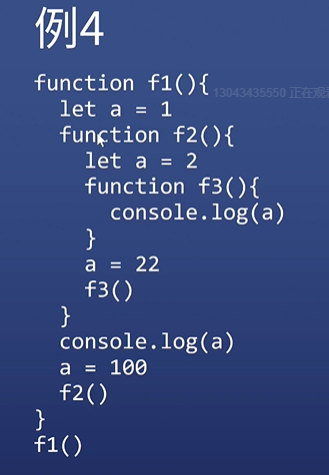 例4
function f1(){
13043435550 正在观
let a = 1
function f2(){
let a = 2
function f3(){
console.log(a)
}
a = 22
f3()
}
console.log(a)
a = 100
f2()
}
f1()